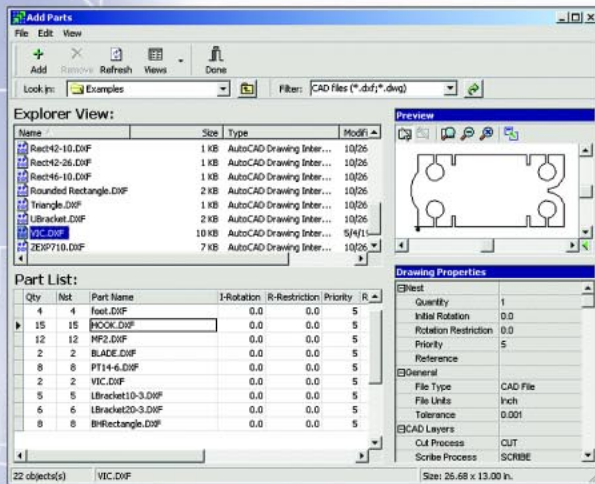 Add Parts
File Edit View
Add Remove Refresh Views Done
Look in: Examples Filter: CAD files (*.dxf;*.dwg)
Explorer View:
Name Size Type Modifi
Rect42-10.DXF 1 KB AutoCAD Drawing Inter... 10/26
Rect42-26.DXF 1 KB AutoCAD Drawing Inter... 10/26
Rect46-10.DXF 1 KB AutoCAD Drawing Inter... 10/26
Rounded Rectangle.DXF 2 KB AutoCAD Drawing Inter... 10/26
Triangle.DXF 1 KB AutoCAD Drawing Inter... 10/26
UBracket.DXF 2 KB AutoCAD Drawing Inter... 10/26
VIC.DXF 10 KB AutoCAD Drawing Inter... 5/4/19
ZEXP710.DXF 7 KB AutoCAD Drawing Inter... 10/26
Preview
Part List:
Qty Nst Part Name I-Rotation R-Restriction Priority R
4 4 foot.DXF 0.0 0.0 5
15 15 HOOK.DXF 0.0 0.0 5
12 12 MF2.DXF 0.0 0.0 5
2 2 BLADE.DXF 0.0 0.0 5
8 8 PT14-6.DXF 0.0 0.0 5
2 2 VIC.DXF 0.0 0.0 5
5 5 LBracket10-3.DXF 0.0 0.0 5
6 6 LBracket20-3.DXF 0.0 0.0 5
8 8 BHRectangle.DXF 0.0 0.0 5
Drawing Properties
Nest
Quantity 1
Initial Rotation 0.0
Rotation Restriction 0.0
Priority 5
Reference
General
File Type CAD File
File Units Inch
Tolerance 0.001
CAD Layers
Cut Process CUT
Scribe Process SCRIBE
22 objects(s) VIC.DXF Size: 26.68 x 13.00 in.